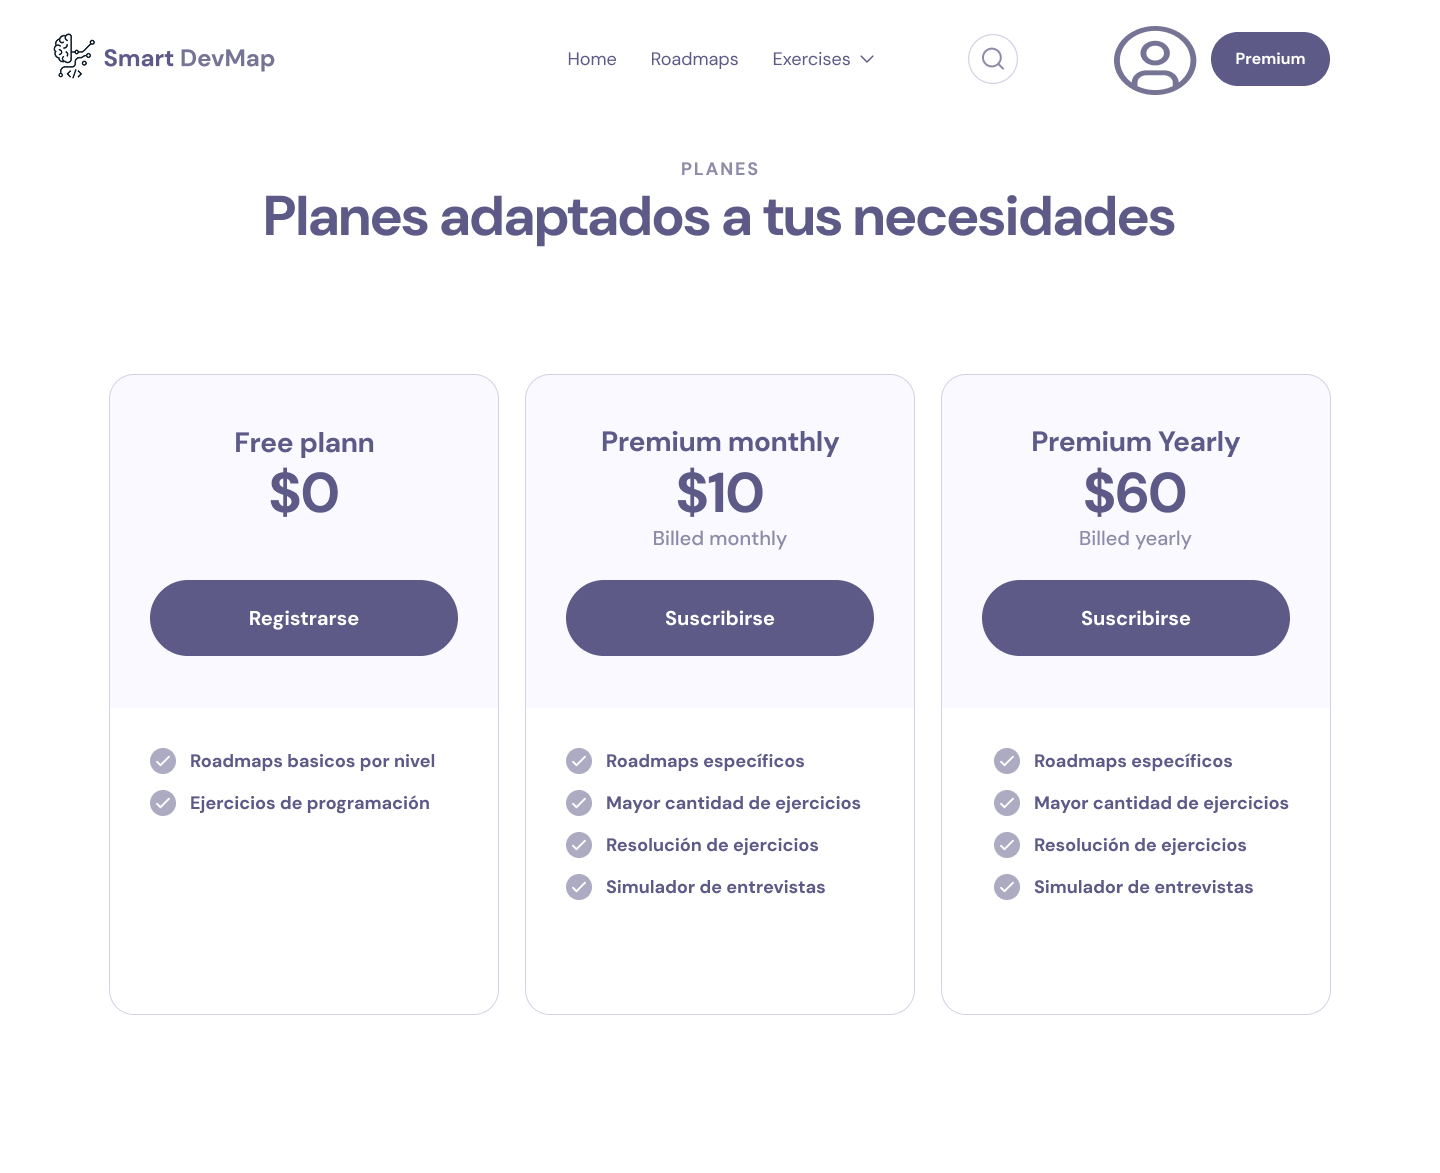 Smart DevMap
Home Roadmaps Exercises
Premium
PLANES
Planes adaptados a tus necesidades
Free plann
$0
Registrarse
Roadmaps basicos por nivel
Ejercicios de programación
Premium monthly
$10
Billed monthly
Suscribirse
Roadmaps específicos
Mayor cantidad de ejercicios
Resolución de ejercicios
Simulador de entrevistas
Premium Yearly
$60
Billed yearly
Suscribirse
Roadmaps específicos
Mayor cantidad de ejercicios
Resolución de ejercicios
Simulador de entrevistas